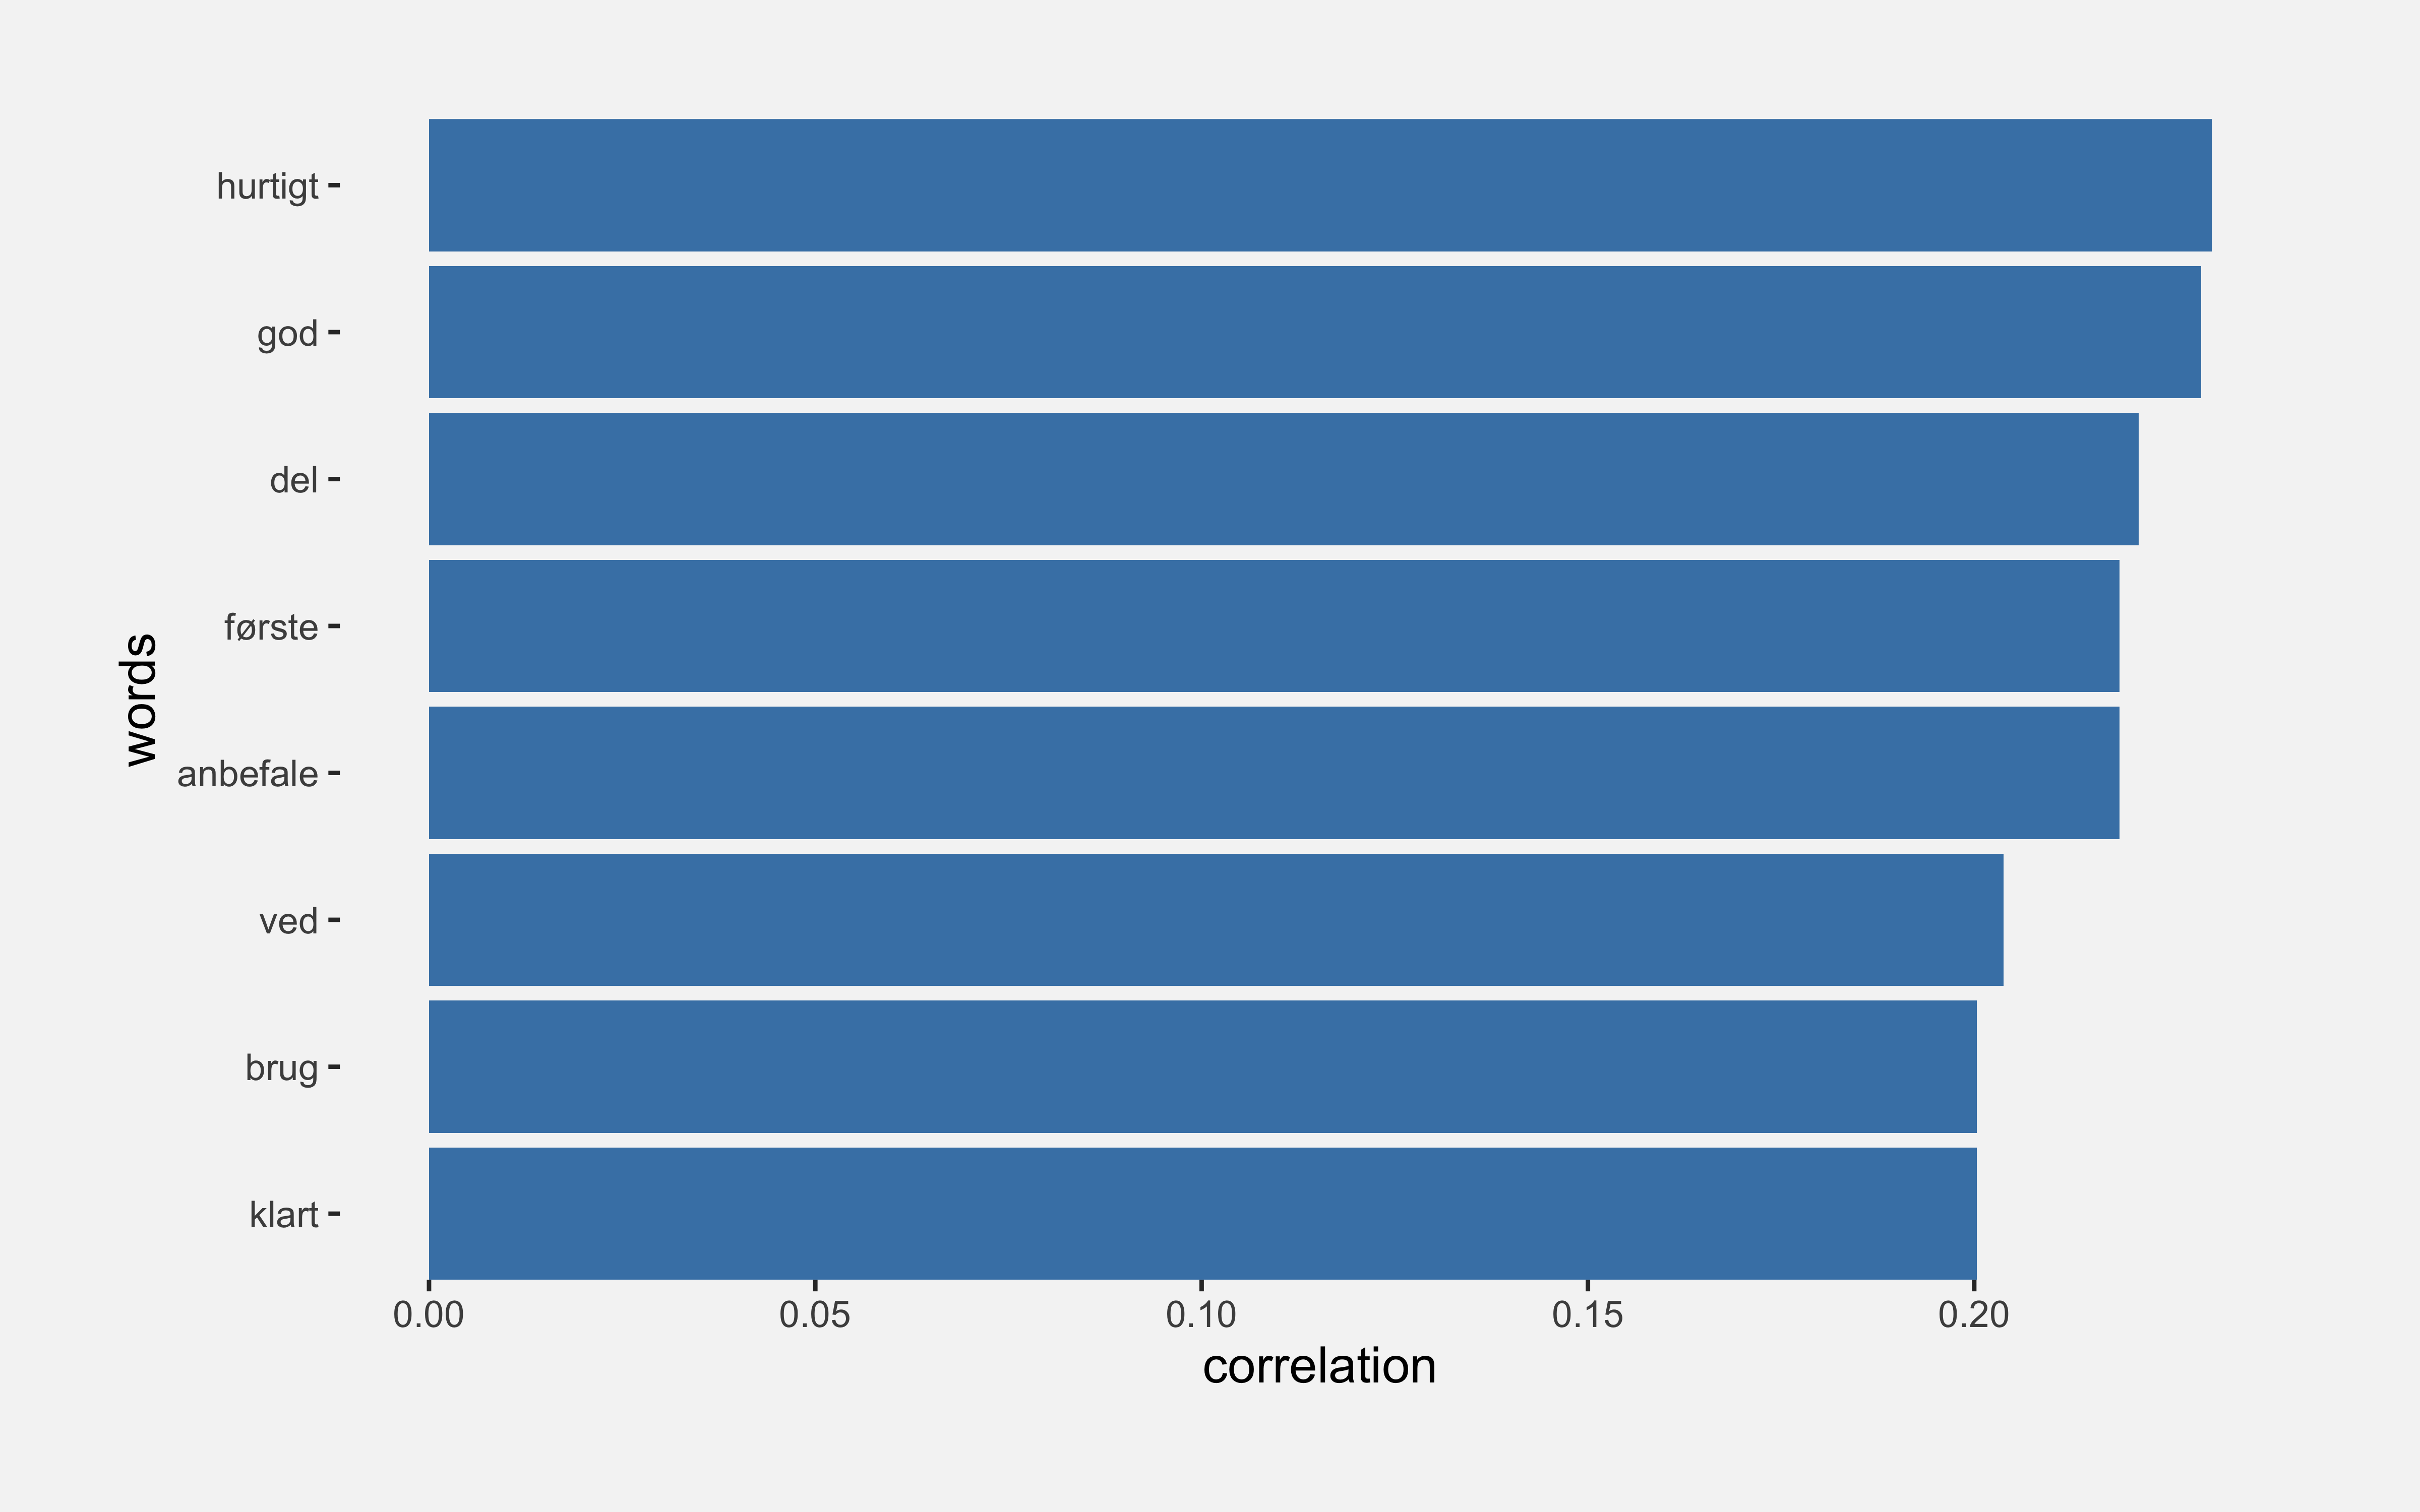 words
hurtigt
god
del
første
anbefale
ved
brug
klart
0.00 0.05 0.10 0.15 0.20
correlation